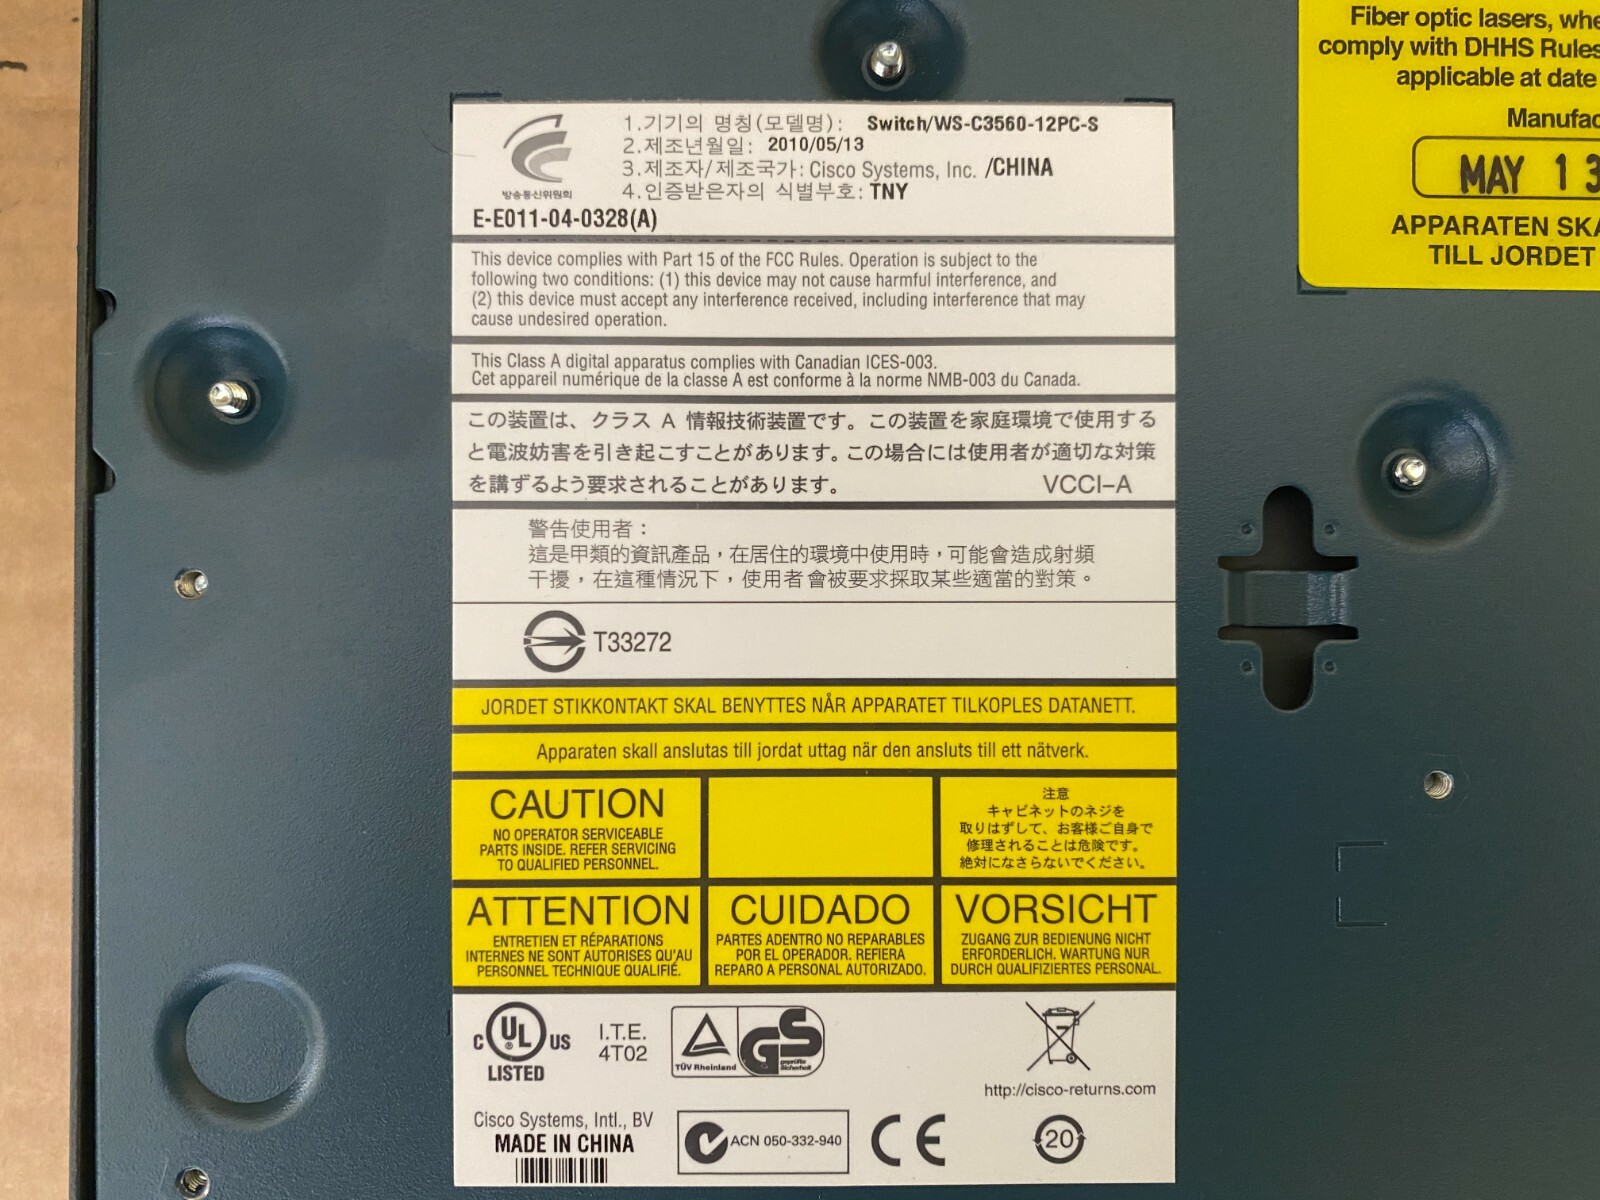 Fiber optic lasers, whe
comply with DHHS Rules
applicable at date
Manufac
MAY 13
APPARATEN SKA
TILL JORDET
방송통신위원회
1.기기의 명칭(모델명): Switch/WS-C3560-12PC-S
2.제조년월일: 2010/05/13
3.제조자/제조국가: Cisco Systems, Inc. /CHINA
4.인증받은자의 식별부호: TNY
E-E011-04-0328(A)
This device complies with Part 15 of the FCC Rules. Operation is subject to the
following two conditions: (1) this device may not cause harmful interference, and
(2) this device must accept any interference received, including interference that may
cause undesired operation.
This Class A digital apparatus complies with Canadian ICES-003.
Cet appareil numérique de la classe A est conforme à la norme NMB-003 du Canada.
この装置は、クラス A 情報技術装置です。この装置を家庭環境で使用する
と電波妨害を引き起こすことがあります。この場合には使用者が適切な対策
を講ずるよう要求されることがあります。 VCCI-A
警告使用者：
這是甲類的資訊產品，在居住的環境中使用時，可能會造成射頻
干擾，在這種情況下，使用者會被要求採取某些適當的對策。
T33272
JORDET STIKKONTAKT SKAL BENYTTES NÅR APPARATET TILKOPLES DATANETT.
Apparaten skall anslutas till jordat uttag när den ansluts till ett nätverk.
CAUTION
NO OPERATOR SERVICEABLE
PARTS INSIDE. REFER SERVICING
TO QUALIFIED PERSONNEL.
注意
キャビネットのネジを
取りはずして、お客様ご自身で
修理されることは危険です。
絶対になさらないでください。
ATTENTION
ENTRETIEN ET RÉPARATIONS
INTERNES NE SONT AUTORISES QU'AU
PERSONNEL TECHNIQUE QUALIFIÉ.
CUIDADO
PARTES ADENTRO NO REPARABLES
POR EL OPERADOR. REFIERA
REPARO A PERSONAL AUTORIZADO.
VORSICHT
ZUGANG ZUR BEDIENUNG NICHT
ERFORDERLICH. WARTUNG NUR
DURCH QUALIFIZIERTES PERSONAL.
C UL ® US
LISTED
I.T.E.
4T02
TÜV Rheinland
GS
geprüfte
Sicherheit
http://cisco-returns.com
Cisco Systems, Intl., BV
MADE IN CHINA
ACN 050-332-940
CE
20